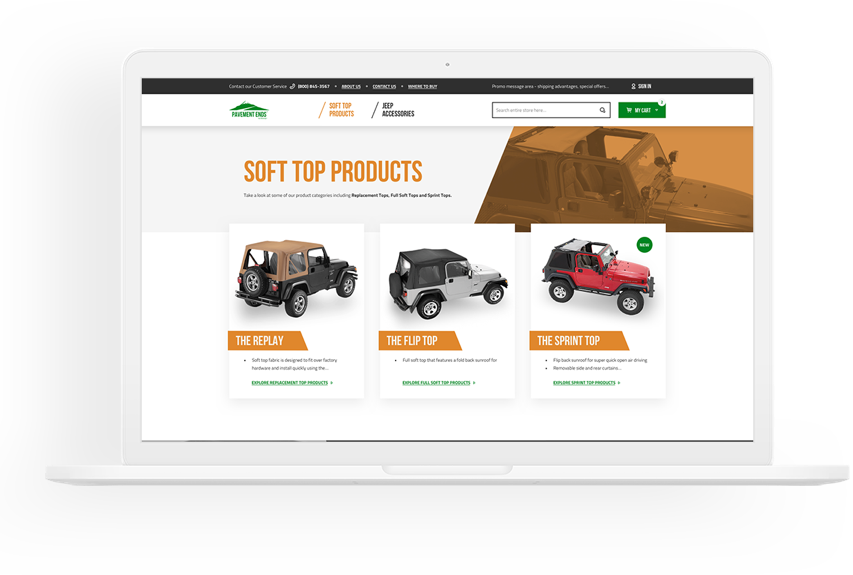 Contact our Customer Service (800) 845-3567 • ABOUT US • CONTACT US • WHERE TO BUY
Promo message area - shipping advantages, special offers...
SIGN IN
PAVEMENT ENDS
SOFT TOP
PRODUCTS
JEEP
ACCESSORIES
Search entire store here...
MY CART
SOFT TOP PRODUCTS
Take a look at some of our product categories including Replacement Tops, Full Soft Tops and Sprint Tops.
NEW
THE REPLAY
• Soft top fabric is designed to fit over factory
hardware and install quickly using the...
EXPLORE REPLACEMENT TOP PRODUCTS
THE FLIP TOP
• Full soft top that features a fold back sunroof for
EXPLORE FULL SOFT TOP PRODUCTS
THE SPRINT TOP
• Flip back sunroof for super quick open air driving
• Removable side and rear curtains...
EXPLORE SPRINT TOP PRODUCTS